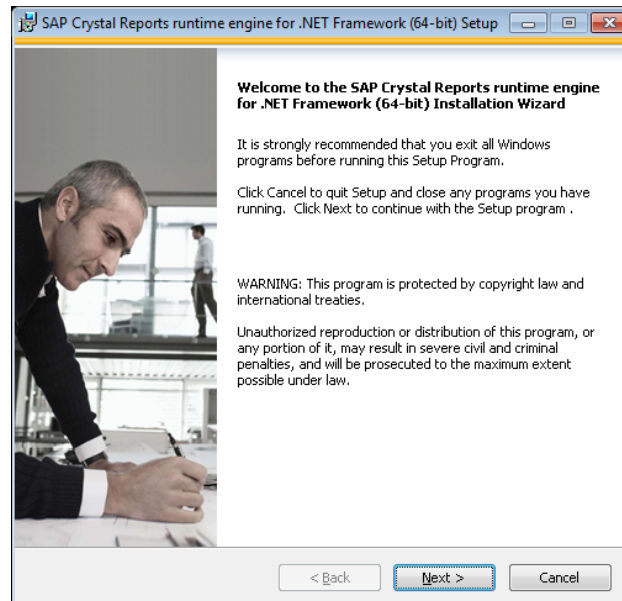 SAP Crystal Reports runtime engine for .NET Framework (64-bit) Setup
Welcome to the SAP Crystal Reports runtime engine
for .NET Framework (64-bit) Installation Wizard
It is strongly recommended that you exit all Windows
programs before running this Setup Program.
Click Cancel to quit Setup and close any programs you have
running.  Click Next to continue with the Setup program .
WARNING: This program is protected by copyright law and
international treaties.
Unauthorized reproduction or distribution of this program, or
any portion of it, may result in severe civil and criminal
penalties, and will be prosecuted to the maximum extent
possible under law.
< Back Next > Cancel